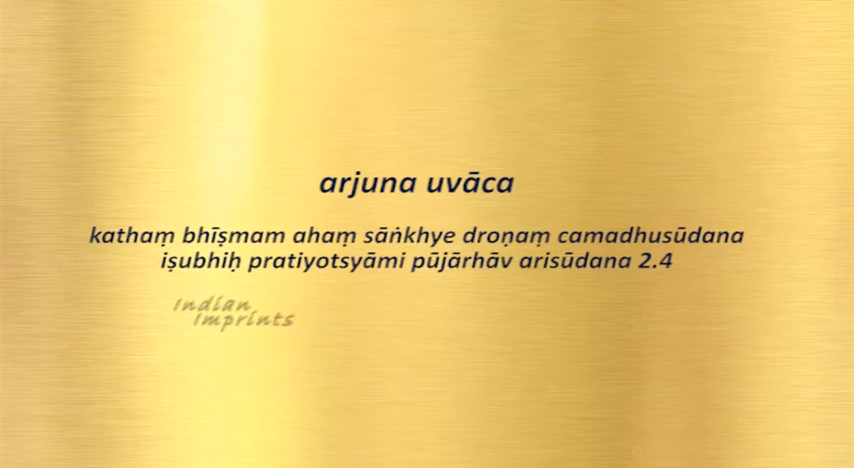 arjuna uvāca
kathaṃ bhīṣmam ahaṃ sāṅkhye droṇaṃ camadhusūdana
iṣubhiḥ pratiyotsyāmi pūjārhāv arisūdana 2.4
Indian
Imprints